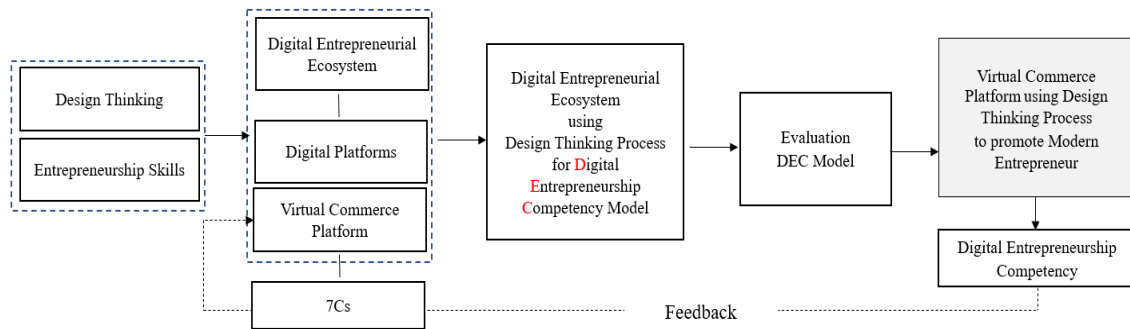 Design Thinking
Entrepreneurship Skills
Digital Entrepreneurial
Ecosystem
Digital Platforms
Virtual Commerce
Platform
7Cs
Digital Entrepreneurial
Ecosystem
using
Design Thinking Process
for Digital
Entrepreneurship
Competency Model
Evaluation
DEC Model
Virtual Commerce
Platform using Design
Thinking Process
to promote Modern
Entrepreneur
Digital Entrepreneurship
Competency
Feedback